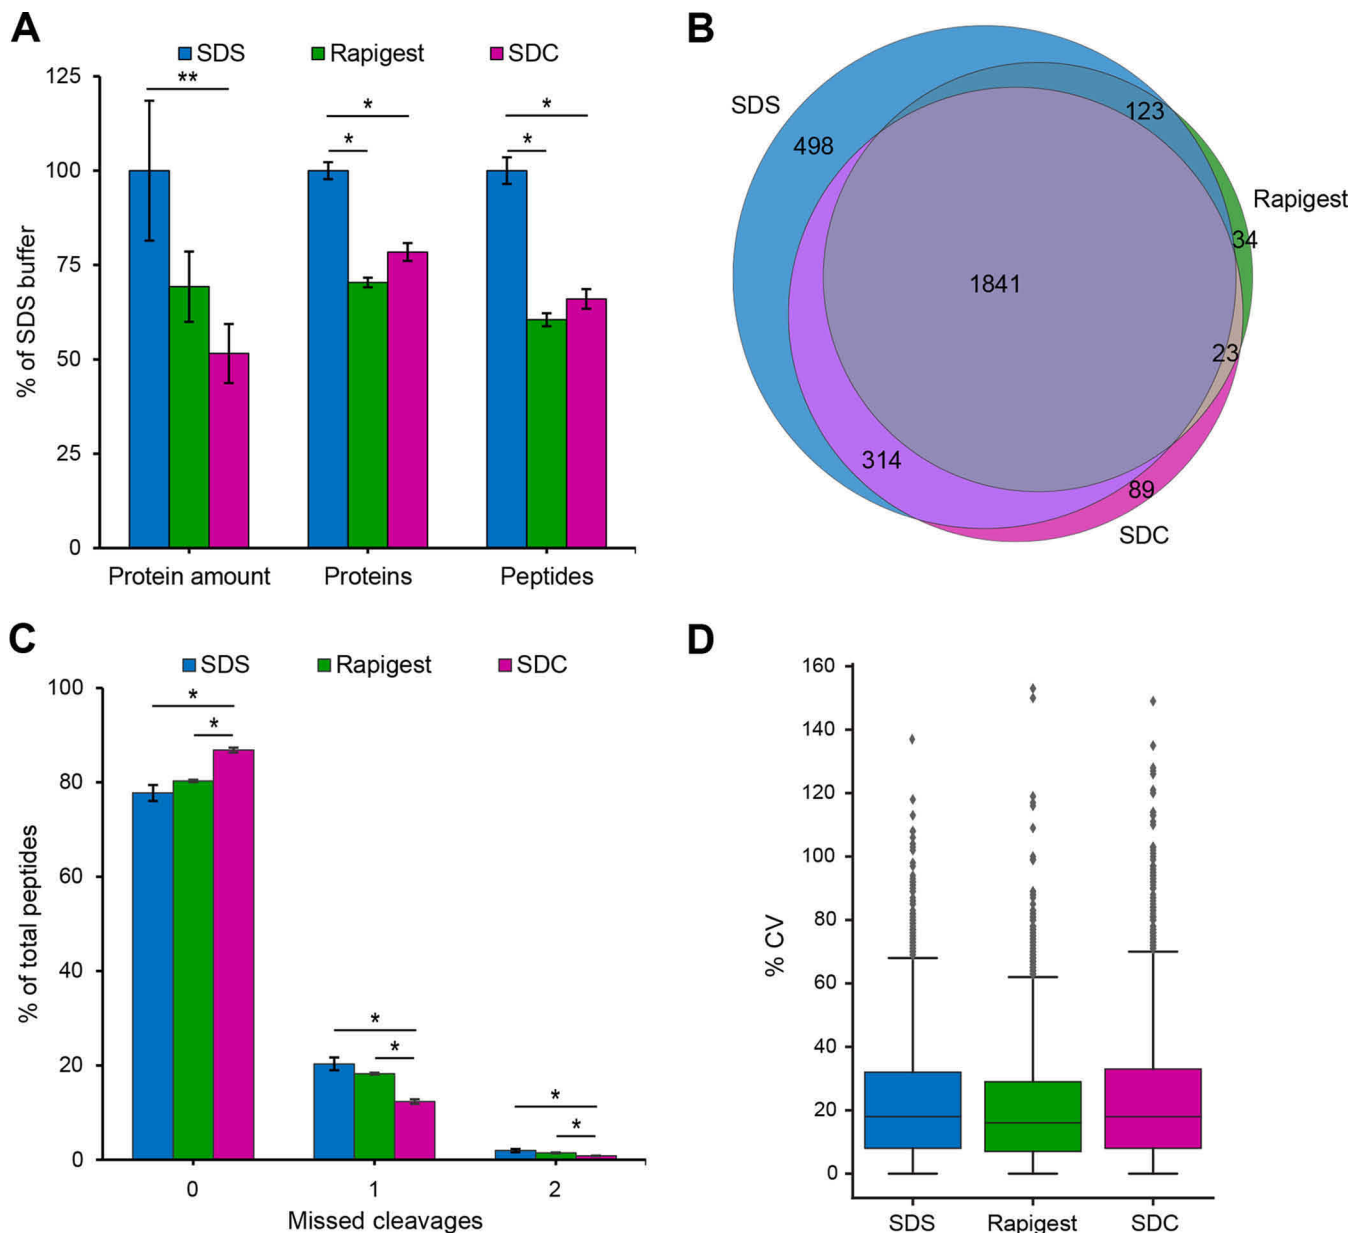 A
SDS Rapigest SDC
125
100
75
50
25
0
% of SDS buffer
** * * * *
Protein amount Proteins Peptides
B
SDS
498
123
Rapigest
34
1841
23
314
89
SDC
C
SDS Rapigest SDC
100
80
60
40
20
0
% of total peptides
* * * * * *
0 1 2
Missed cleavages
D
160
140
120
100
80
60
40
20
0
% CV
SDS Rapigest SDC